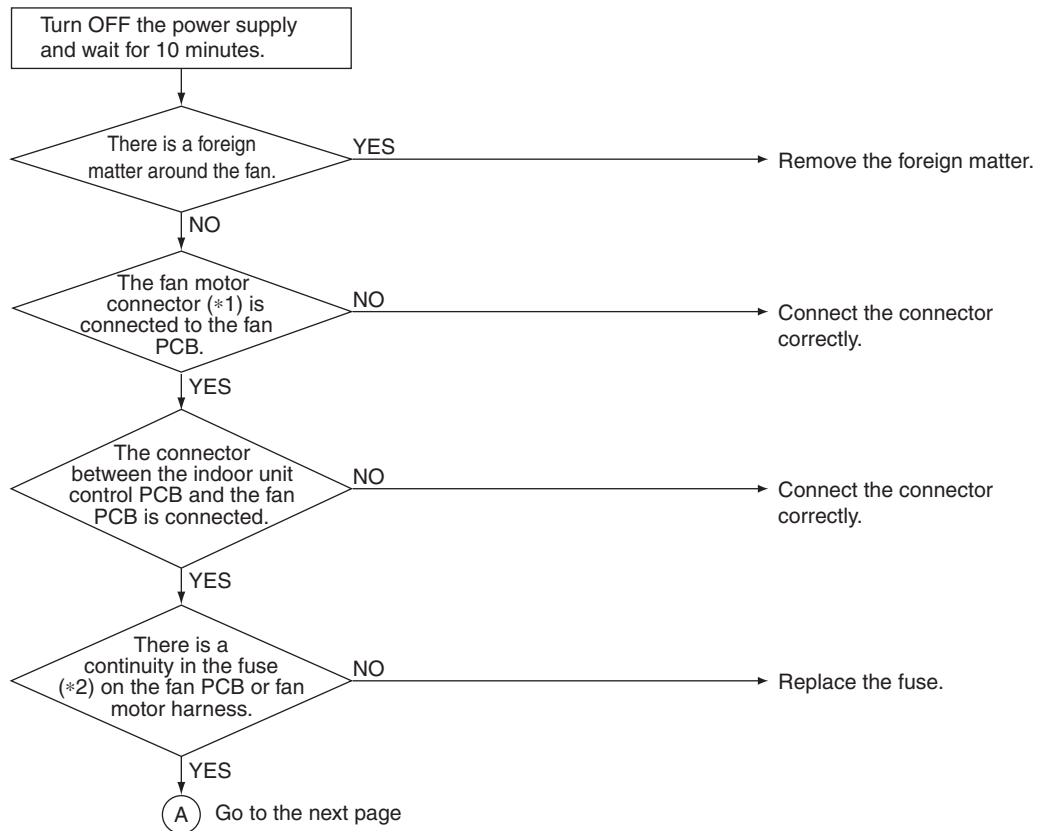 Turn OFF the power supply
and wait for 10 minutes.
There is a foreign
matter around the fan.
YES
Remove the foreign matter.
NO
The fan motor
connector (*1) is
connected to the fan
PCB.
NO
Connect the connector
correctly.
YES
The connector
between the indoor unit
control PCB and the fan
PCB is connected.
NO
Connect the connector
correctly.
YES
There is a
continuity in the fuse
(*2) on the fan PCB or fan
motor harness.
NO
Replace the fuse.
YES
A Go to the next page